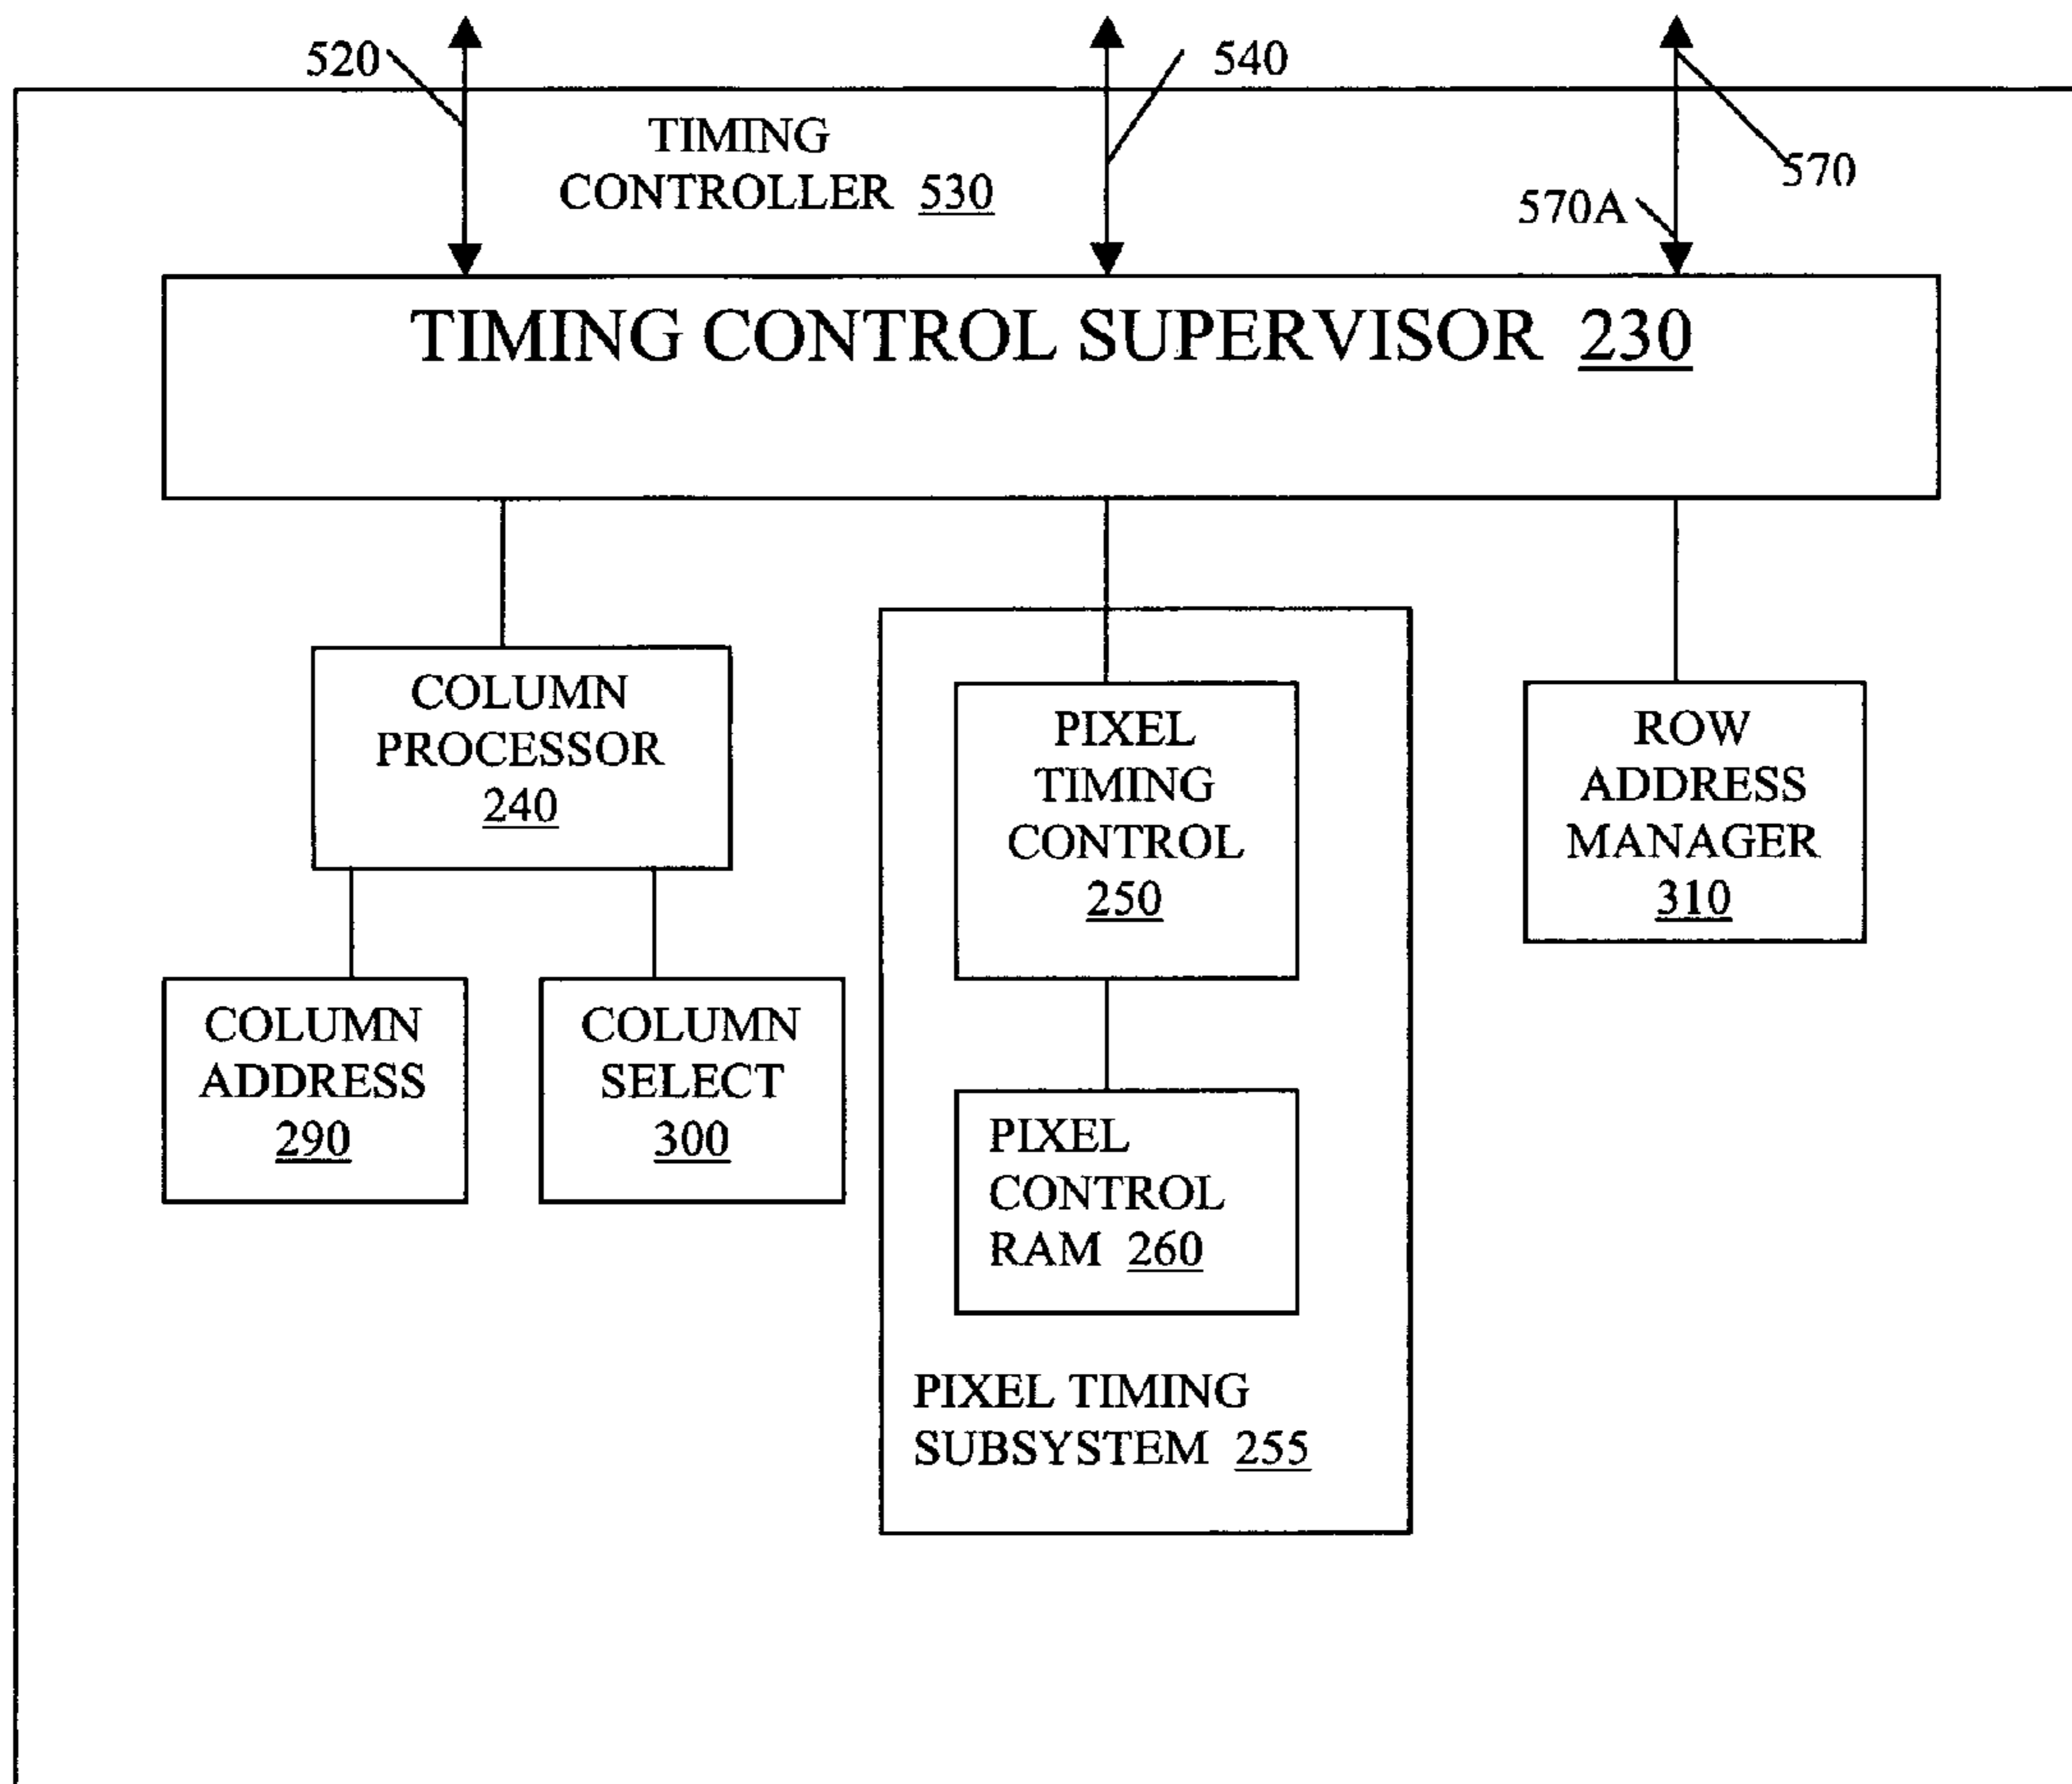 520
540
TIMING
CONTROLLER 530
570
570A
TIMING CONTROL SUPERVISOR 230
COLUMN
PROCESSOR
240
PIXEL
TIMING
CONTROL
250
ROW
ADDRESS
MANAGER
310
COLUMN
ADDRESS
290
COLUMN
SELECT
300
PIXEL
CONTROL
RAM 260
PIXEL TIMING
SUBSYSTEM 255